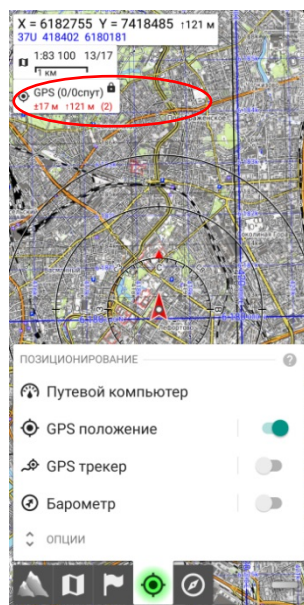 X = 6182755 Y = 7418485 ↑121 м
37U 418402 6180181
1:83 100 13/17
1 км
GPS (0/0спут)
±17 м ↑121 м (2)
ПОЗИЦИОНИРОВАНИЕ
?
Путевой компьютер
GPS положение
GPS трекер
Барометр
ОПЦИИ